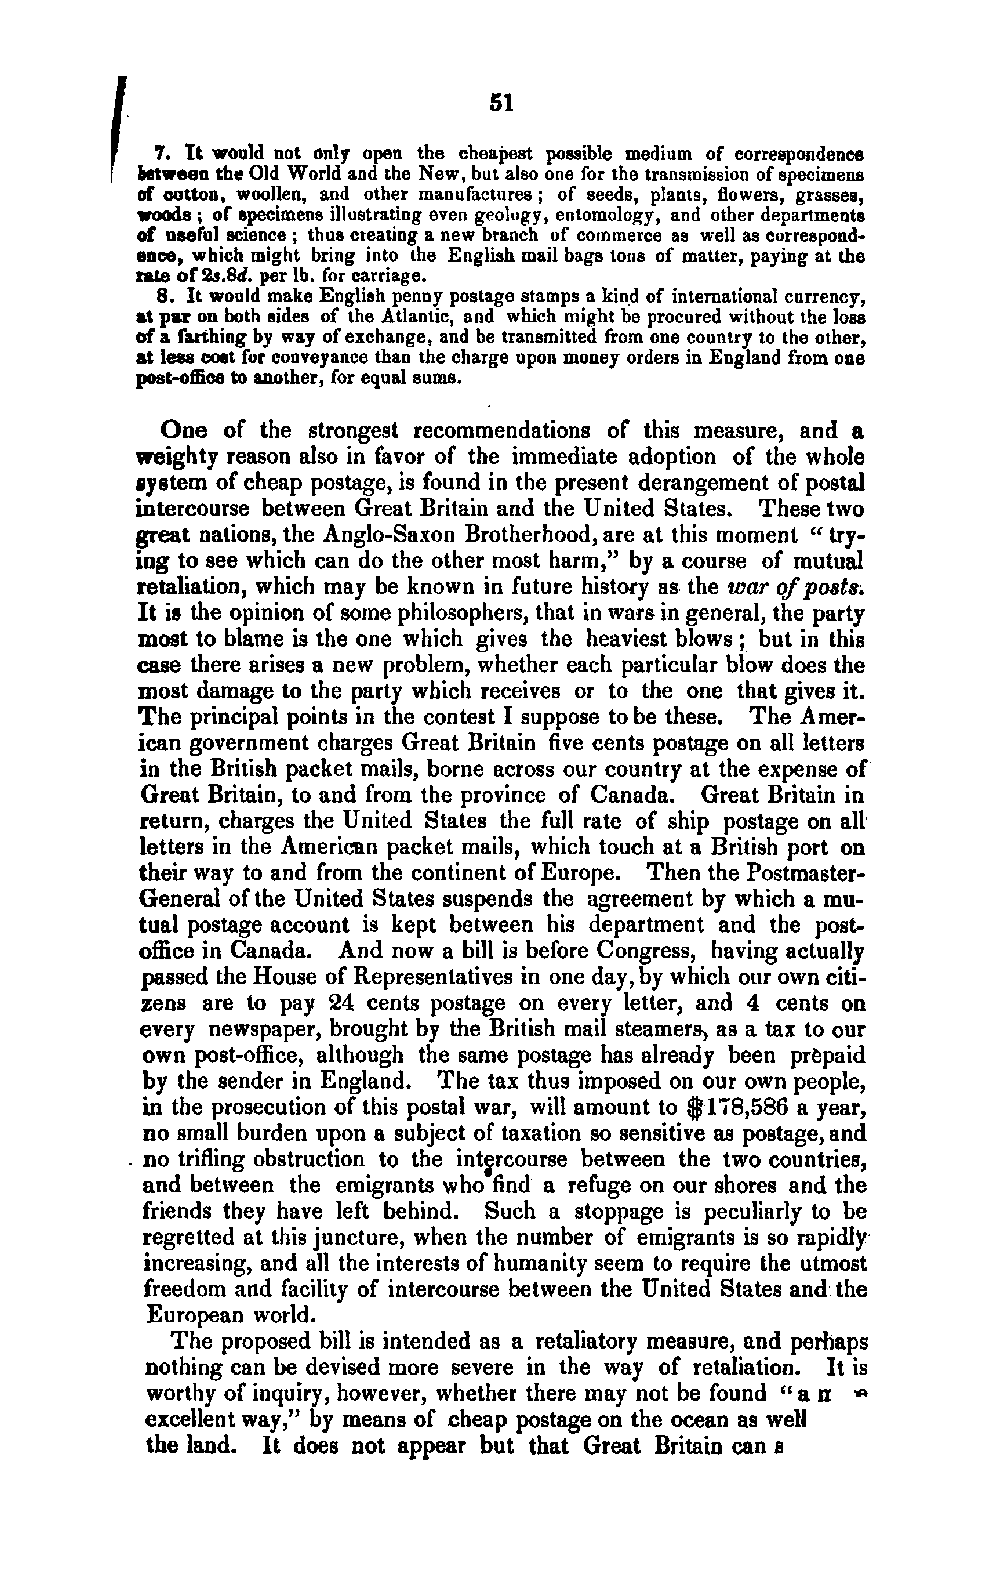 51
7. It would not only open the cheapest possible medium of correspondence
between the Old World and the New, but also one for the transmission of specimens
of cotton, woollen, and other manufactures; of seeds, plants, flowers, grasses,
woods; of specimens illustrating even geology, entomology, and other departments
of useful science; thus creating a new branch of commerce as well as correspond-
ence, which might bring into the English mail bags tons of matter, paying at the
rate of 2s.8d. per lb. for carriage.
8. It would make English penny postage stamps a kind of international currency,
at par on both sides of the Atlantic, and which might be procured without the loss
of a farthing by way of exchange, and be transmitted from one country to the other,
at less cost for conveyance than the charge upon money orders in England from one
post-office to another, for equal sums.
One of the strongest recommendations of this measure, and a
weighty reason also in favor of the immediate adoption of the whole
system of cheap postage, is found in the present derangement of postal
intercourse between Great Britain and the United States. These two
great nations, the Anglo-Saxon Brotherhood, are at this moment “try-
ing to see which can do the other most harm,” by a course of mutual
retaliation, which may be known in future history as the war of posts.
It is the opinion of some philosophers, that in wars in general, the party
most to blame is the one which gives the heaviest blows; but in this
case there arises a new problem, whether each particular blow does the
most damage to the party which receives or to the one that gives it.
The principal points in the contest I suppose to be these. The Amer-
ican government charges Great Britain five cents postage on all letters
in the British packet mails, borne across our country at the expense of
Great Britain, to and from the province of Canada. Great Britain in
return, charges the United States the full rate of ship postage on all
letters in the American packet mails, which touch at a British port on
their way to and from the continent of Europe. Then the Postmaster-
General of the United States suspends the agreement by which a mu-
tual postage account is kept between his department and the post-
office in Canada. And now a bill is before Congress, having actually
passed the House of Representatives in one day, by which our own citi-
zens are to pay 24 cents postage on every letter, and 4 cents on
every newspaper, brought by the British mail steamers, as a tax to our
own post-office, although the same postage has already been prepaid
by the sender in England. The tax thus imposed on our own people,
in the prosecution of this postal war, will amount to $178,586 a year,
no small burden upon a subject of taxation so sensitive as postage, and
no trifling obstruction to the intercourse between the two countries,
and between the emigrants who find a refuge on our shores and the
friends they have left behind. Such a stoppage is peculiarly to be
regretted at this juncture, when the number of emigrants is so rapidly
increasing, and all the interests of humanity seem to require the utmost
freedom and facility of intercourse between the United States and the
European world.
The proposed bill is intended as a retaliatory measure, and perhaps
nothing can be devised more severe in the way of retaliation. It is
worthy of inquiry, however, whether there may not be found “a
excellent way,” by means of cheap postage on the ocean as well
the land. It does not appear but that Great Britain can